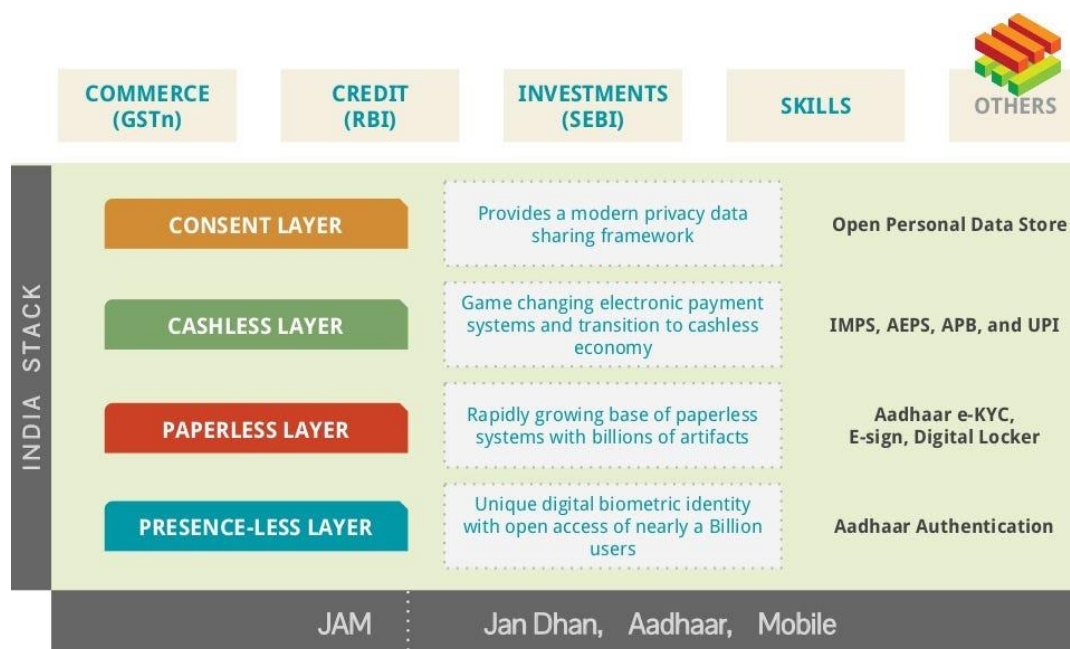 COMMERCE
(GSTn)
CREDIT
(RBI)
INVESTMENTS
(SEBI)
SKILLS
OTHERS
INDIA STACK
CONSENT LAYER
Provides a modern privacy data
sharing framework
Open Personal Data Store
CASHLESS LAYER
Game changing electronic payment
systems and transition to cashless
economy
IMPS, AEPS, APB, and UPI
PAPERLESS LAYER
Rapidly growing base of paperless
systems with billions of artifacts
Aadhaar e-KYC,
E-sign, Digital Locker
PRESENCE-LESS LAYER
Unique digital biometric identity
with open access of nearly a Billion
users
Aadhaar Authentication
JAM
Jan Dhan, Aadhaar, Mobile